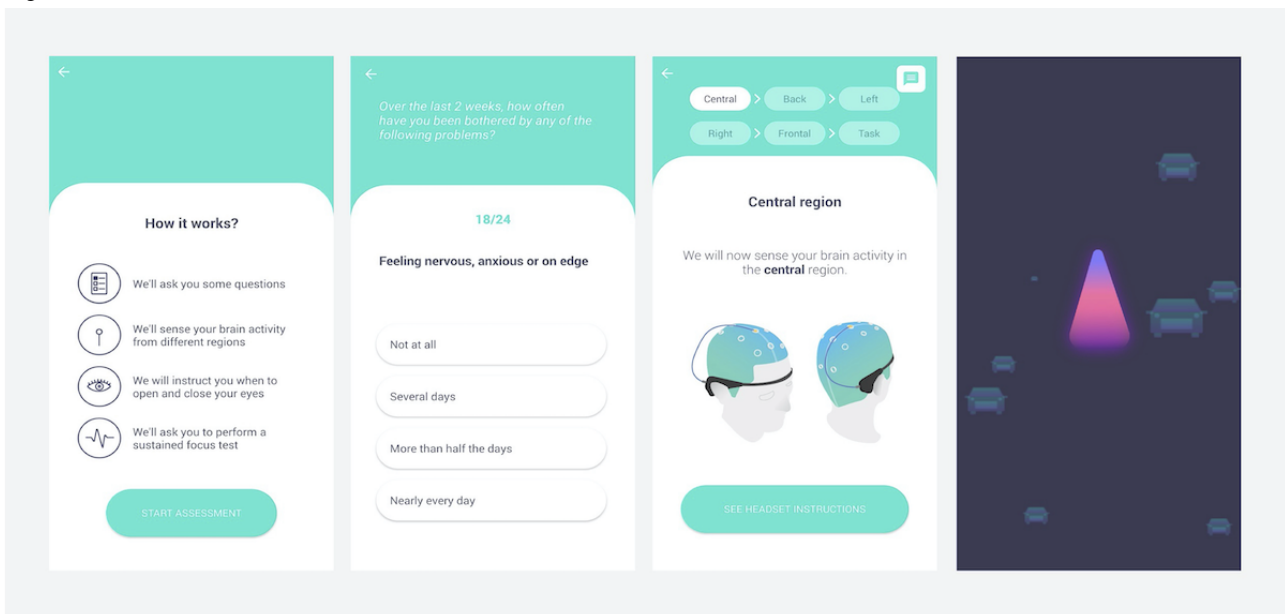 How it works?
We'll ask you some questions
We'll sense your brain activity
from different regions
We will instruct you when to
open and close your eyes
We'll ask you to perform a
sustained focus test
START ASSESSMENT
Over the last 2 weeks, how often
have you been bothered by any of the
following problems?
18/24
Feeling nervous, anxious or on edge
Not at all
Several days
More than half the days
Nearly every day
Central > Back > Left
Right > Frontal > Task
Central region
We will now sense your brain activity in
the central region.
SEE HEADSET INSTRUCTIONS